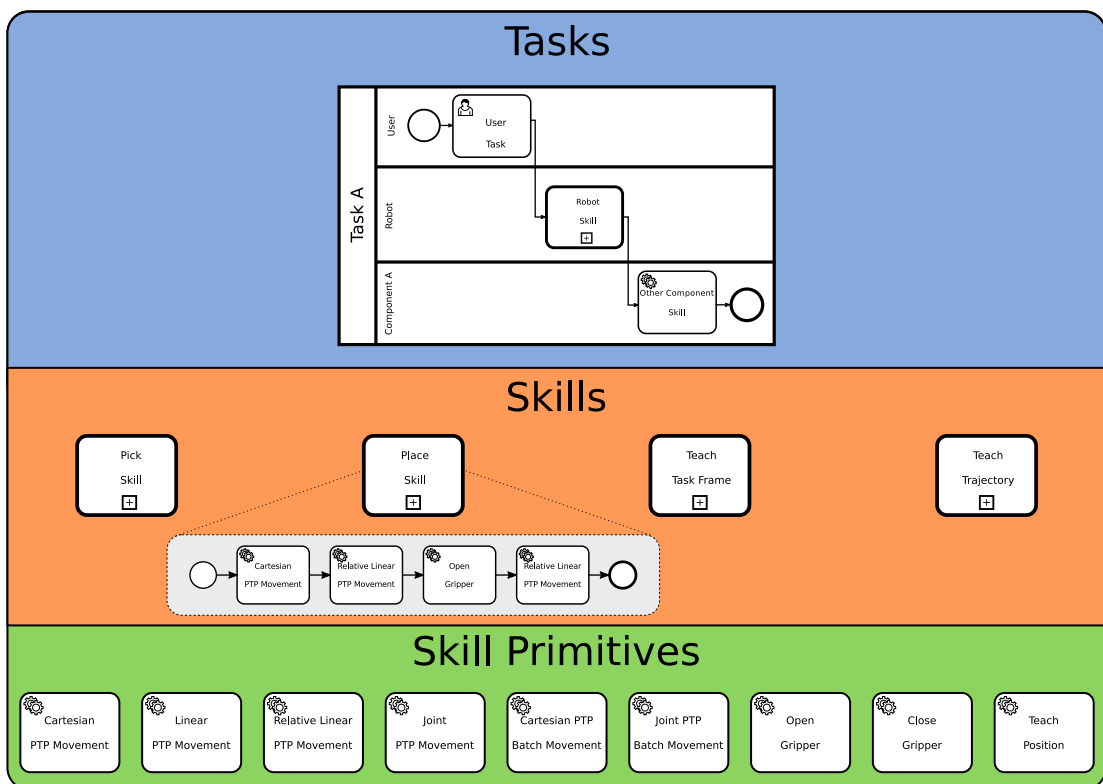 Tasks
Task A
User
User
Task
Robot
Robot
Skill
Component A
Other Component
Skill
Skills
Pick
Skill
Place
Skill
Teach
Task Frame
Teach
Trajectory
Cartesian
PTP Movement
Relative Linear
PTP Movement
Open
Gripper
Relative Linear
PTP Movement
Skill Primitives
Cartesian
PTP Movement
Linear
PTP Movement
Relative Linear
PTP Movement
Joint
PTP Movement
Cartesian PTP
Batch Movement
Joint PTP
Batch Movement
Open
Gripper
Close
Gripper
Teach
Position